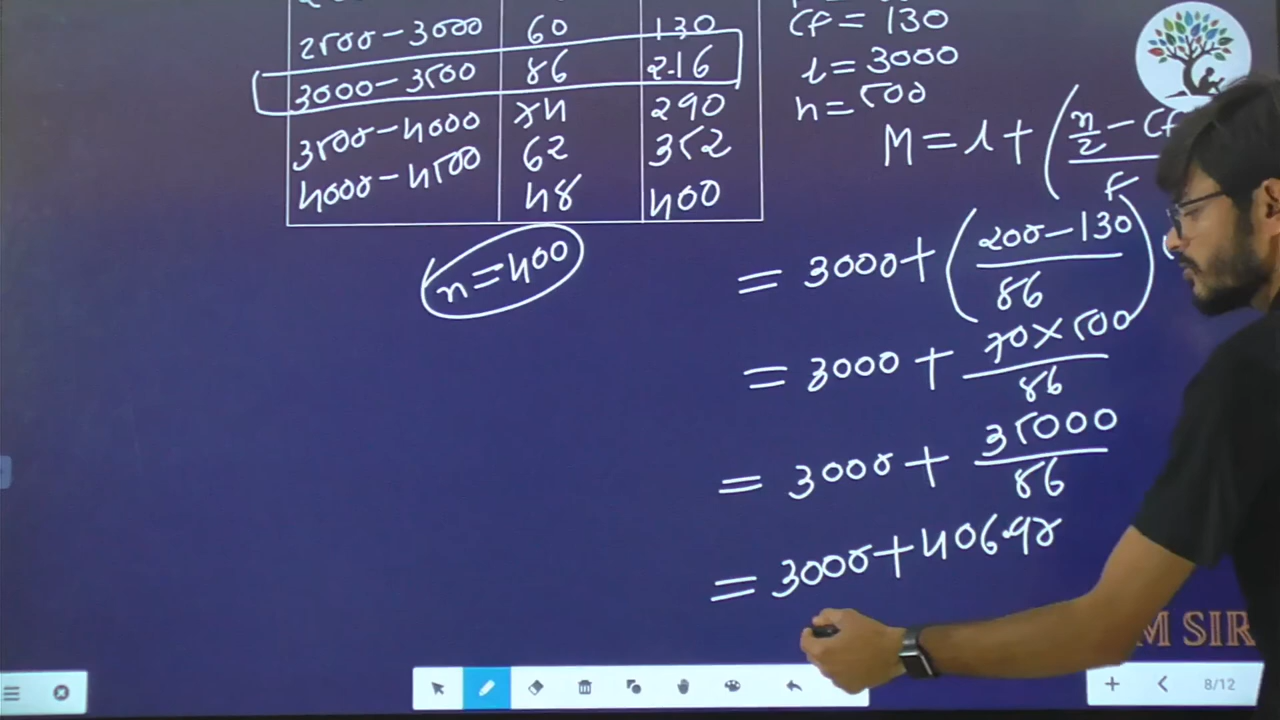 2500-3000 60 130
3000-3500 86 216
3500-4000 74 290
4000-4500 62 352
48 400
n=400
Cf = 130
l = 3000
h = 500
M = l + (n/2 - Cf / f
= 3000 + (200-130 / 86) (
= 3000 + 70×500 / 86
= 3000 + 35000 / 86
= 3000 + 406.98
M SIR
8/12